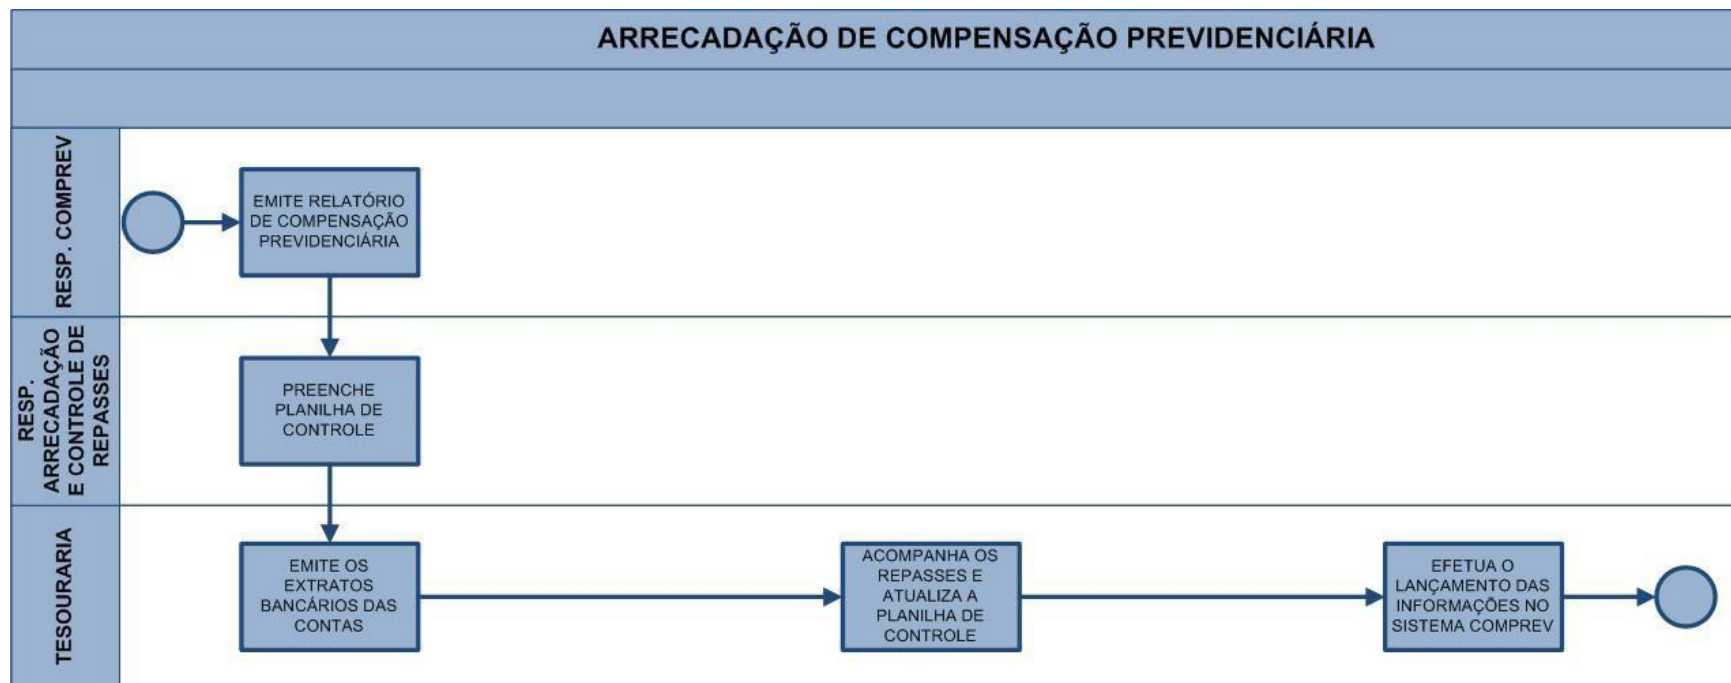 ARRECADAÇÃO DE COMPENSAÇÃO PREVIDENCIÁRIA
RESP. COMPREV
EMITE RELATÓRIO
DE COMPENSAÇÃO
PREVIDENCIÁRIA
RESP.
ARRECADAÇÃO
E CONTROLE DE
REPASSES
PREENCHE
PLANILHA DE
CONTROLE
TESOURARIA
EMITE OS
EXTRATOS
BANCÁRIOS DAS
CONTAS
ACOMPANHA OS
REPASSES E
ATUALIZA A
PLANILHA DE
CONTROLE
EFETUA O
LANÇAMENTO DAS
INFORMAÇÕES NO
SISTEMA COMPREV